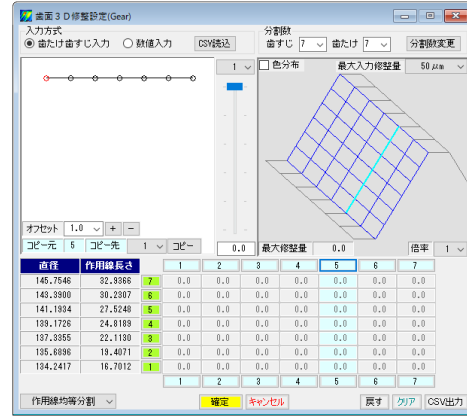 歯面３Ｄ修整設定(Gear)
入力方式
歯たけ歯すじ入力 数値入力 CSV読込
分割数
歯すじ 7 歯たけ 7 分割数変更
1
色分布 最大入力修整量 50 μm
オフセット 1.0 + -
コピー元 5 コピー先 1 コピー 0.0
最大修整量 0.0 倍率 1
直径 作用線長さ 1 2 3 4 5 6 7
145.7546 32.9366 7 0.0 0.0 0.0 0.0 0.0 0.0 0.0
143.3900 30.2307 6 0.0 0.0 0.0 0.0 0.0 0.0 0.0
141.1934 27.5248 5 0.0 0.0 0.0 0.0 0.0 0.0 0.0
139.1726 24.8189 4 0.0 0.0 0.0 0.0 0.0 0.0 0.0
137.3355 22.1130 3 0.0 0.0 0.0 0.0 0.0 0.0 0.0
135.6896 19.4071 2 0.0 0.0 0.0 0.0 0.0 0.0 0.0
134.2417 16.7012 1 0.0 0.0 0.0 0.0 0.0 0.0 0.0
1 2 3 4 5 6 7
作用線均等分割 確定 キャンセル 戻す クリア CSV出力